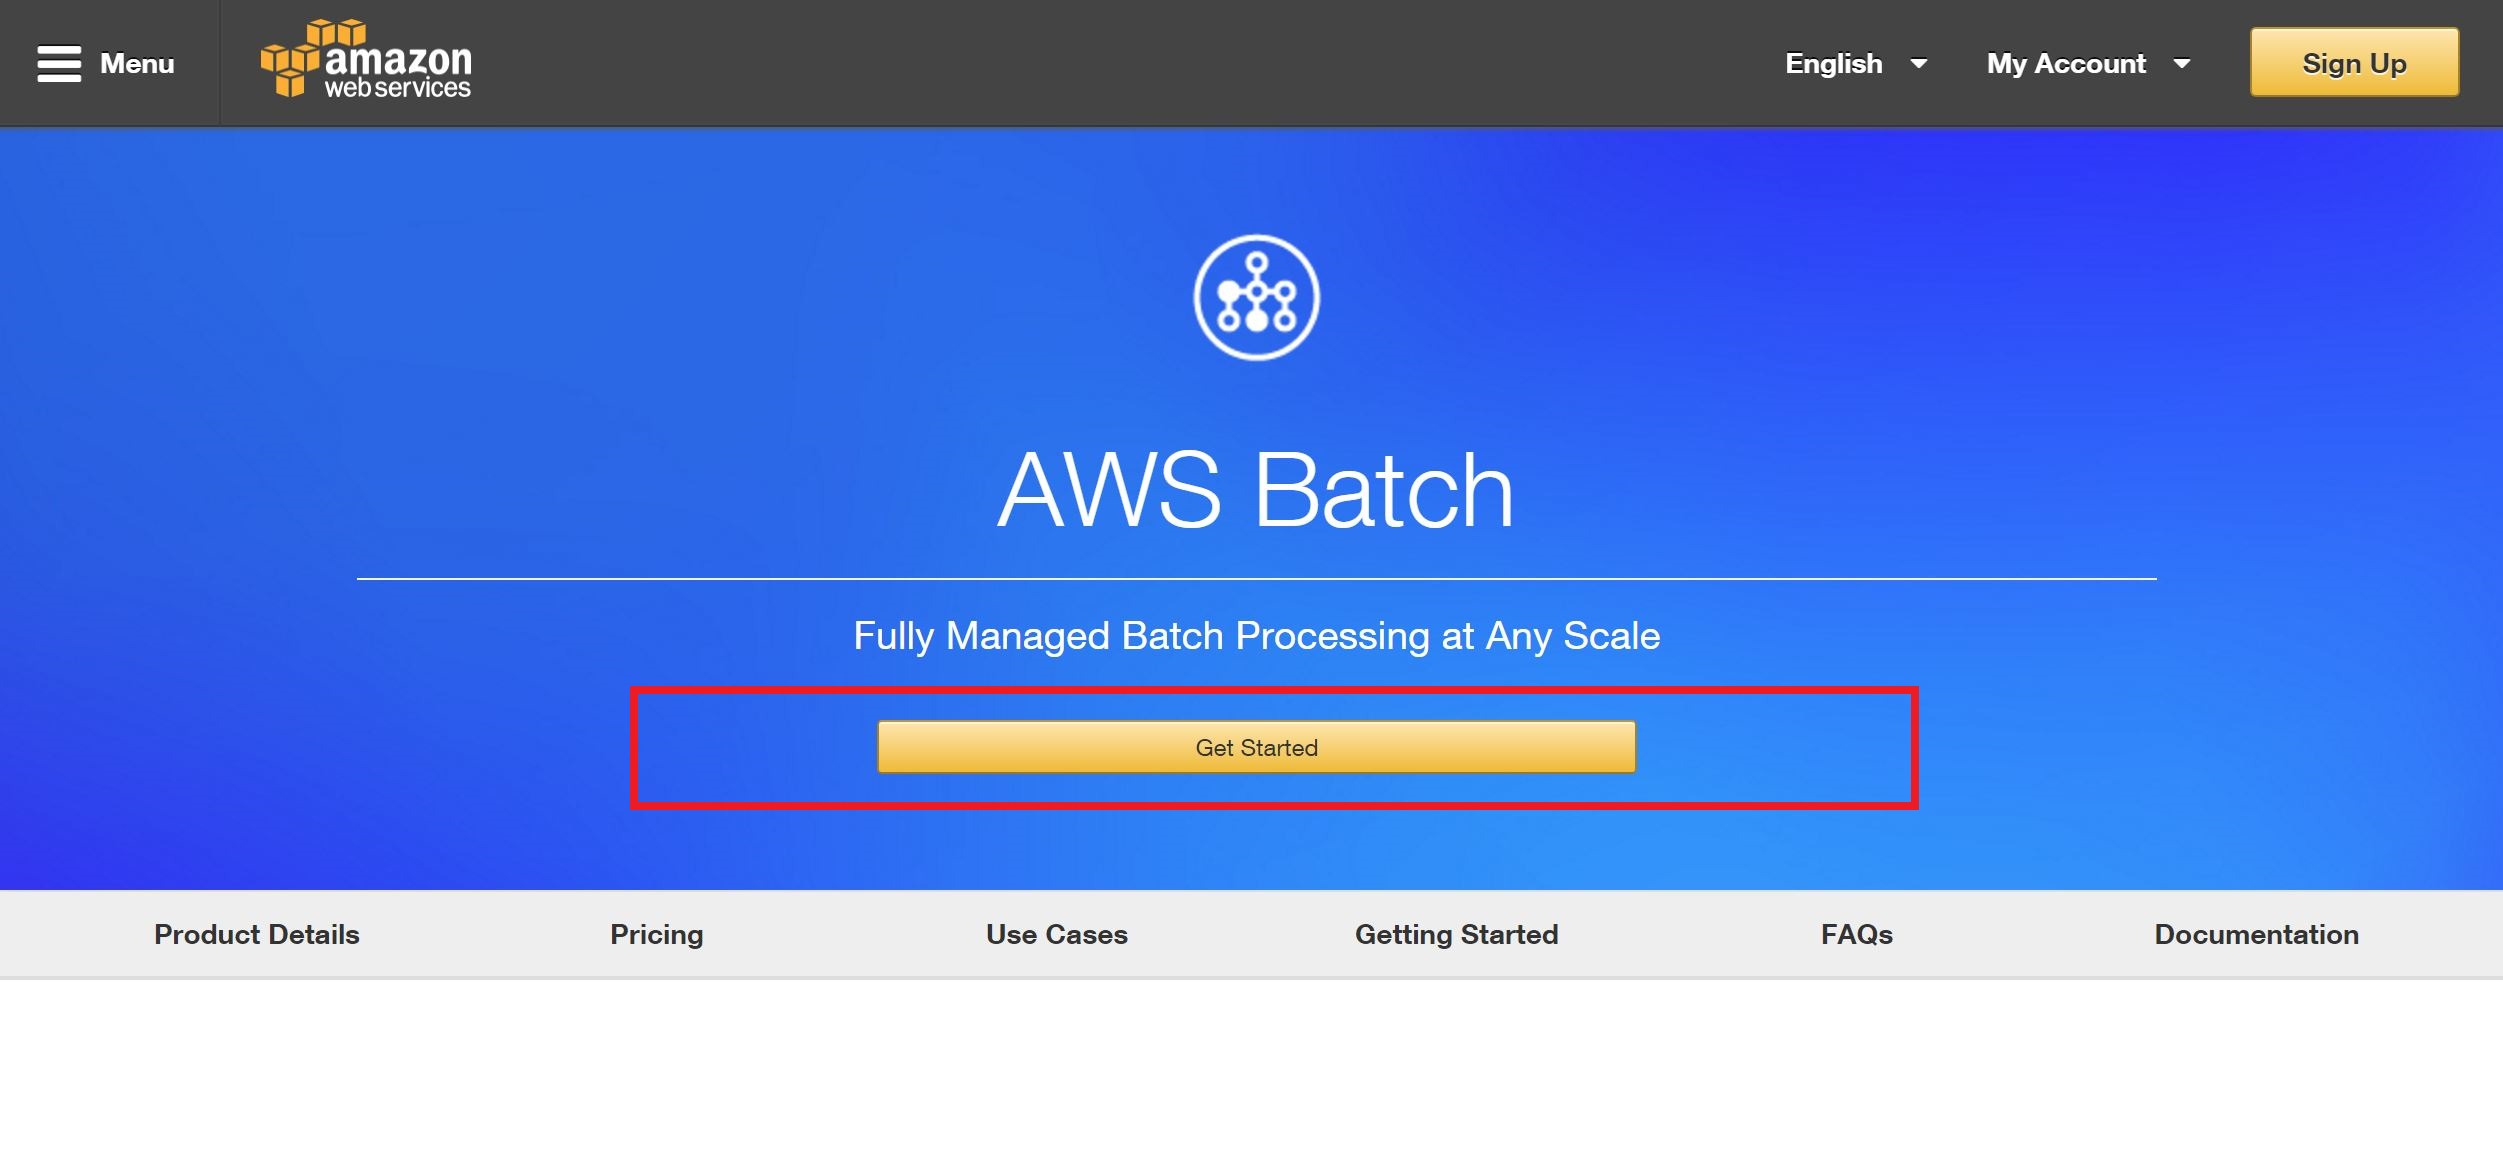 Menu
amazon
web services
English
My Account
Sign Up
AWS Batch
Fully Managed Batch Processing at Any Scale
Get Started
Product Details
Pricing
Use Cases
Getting Started
FAQs
Documentation